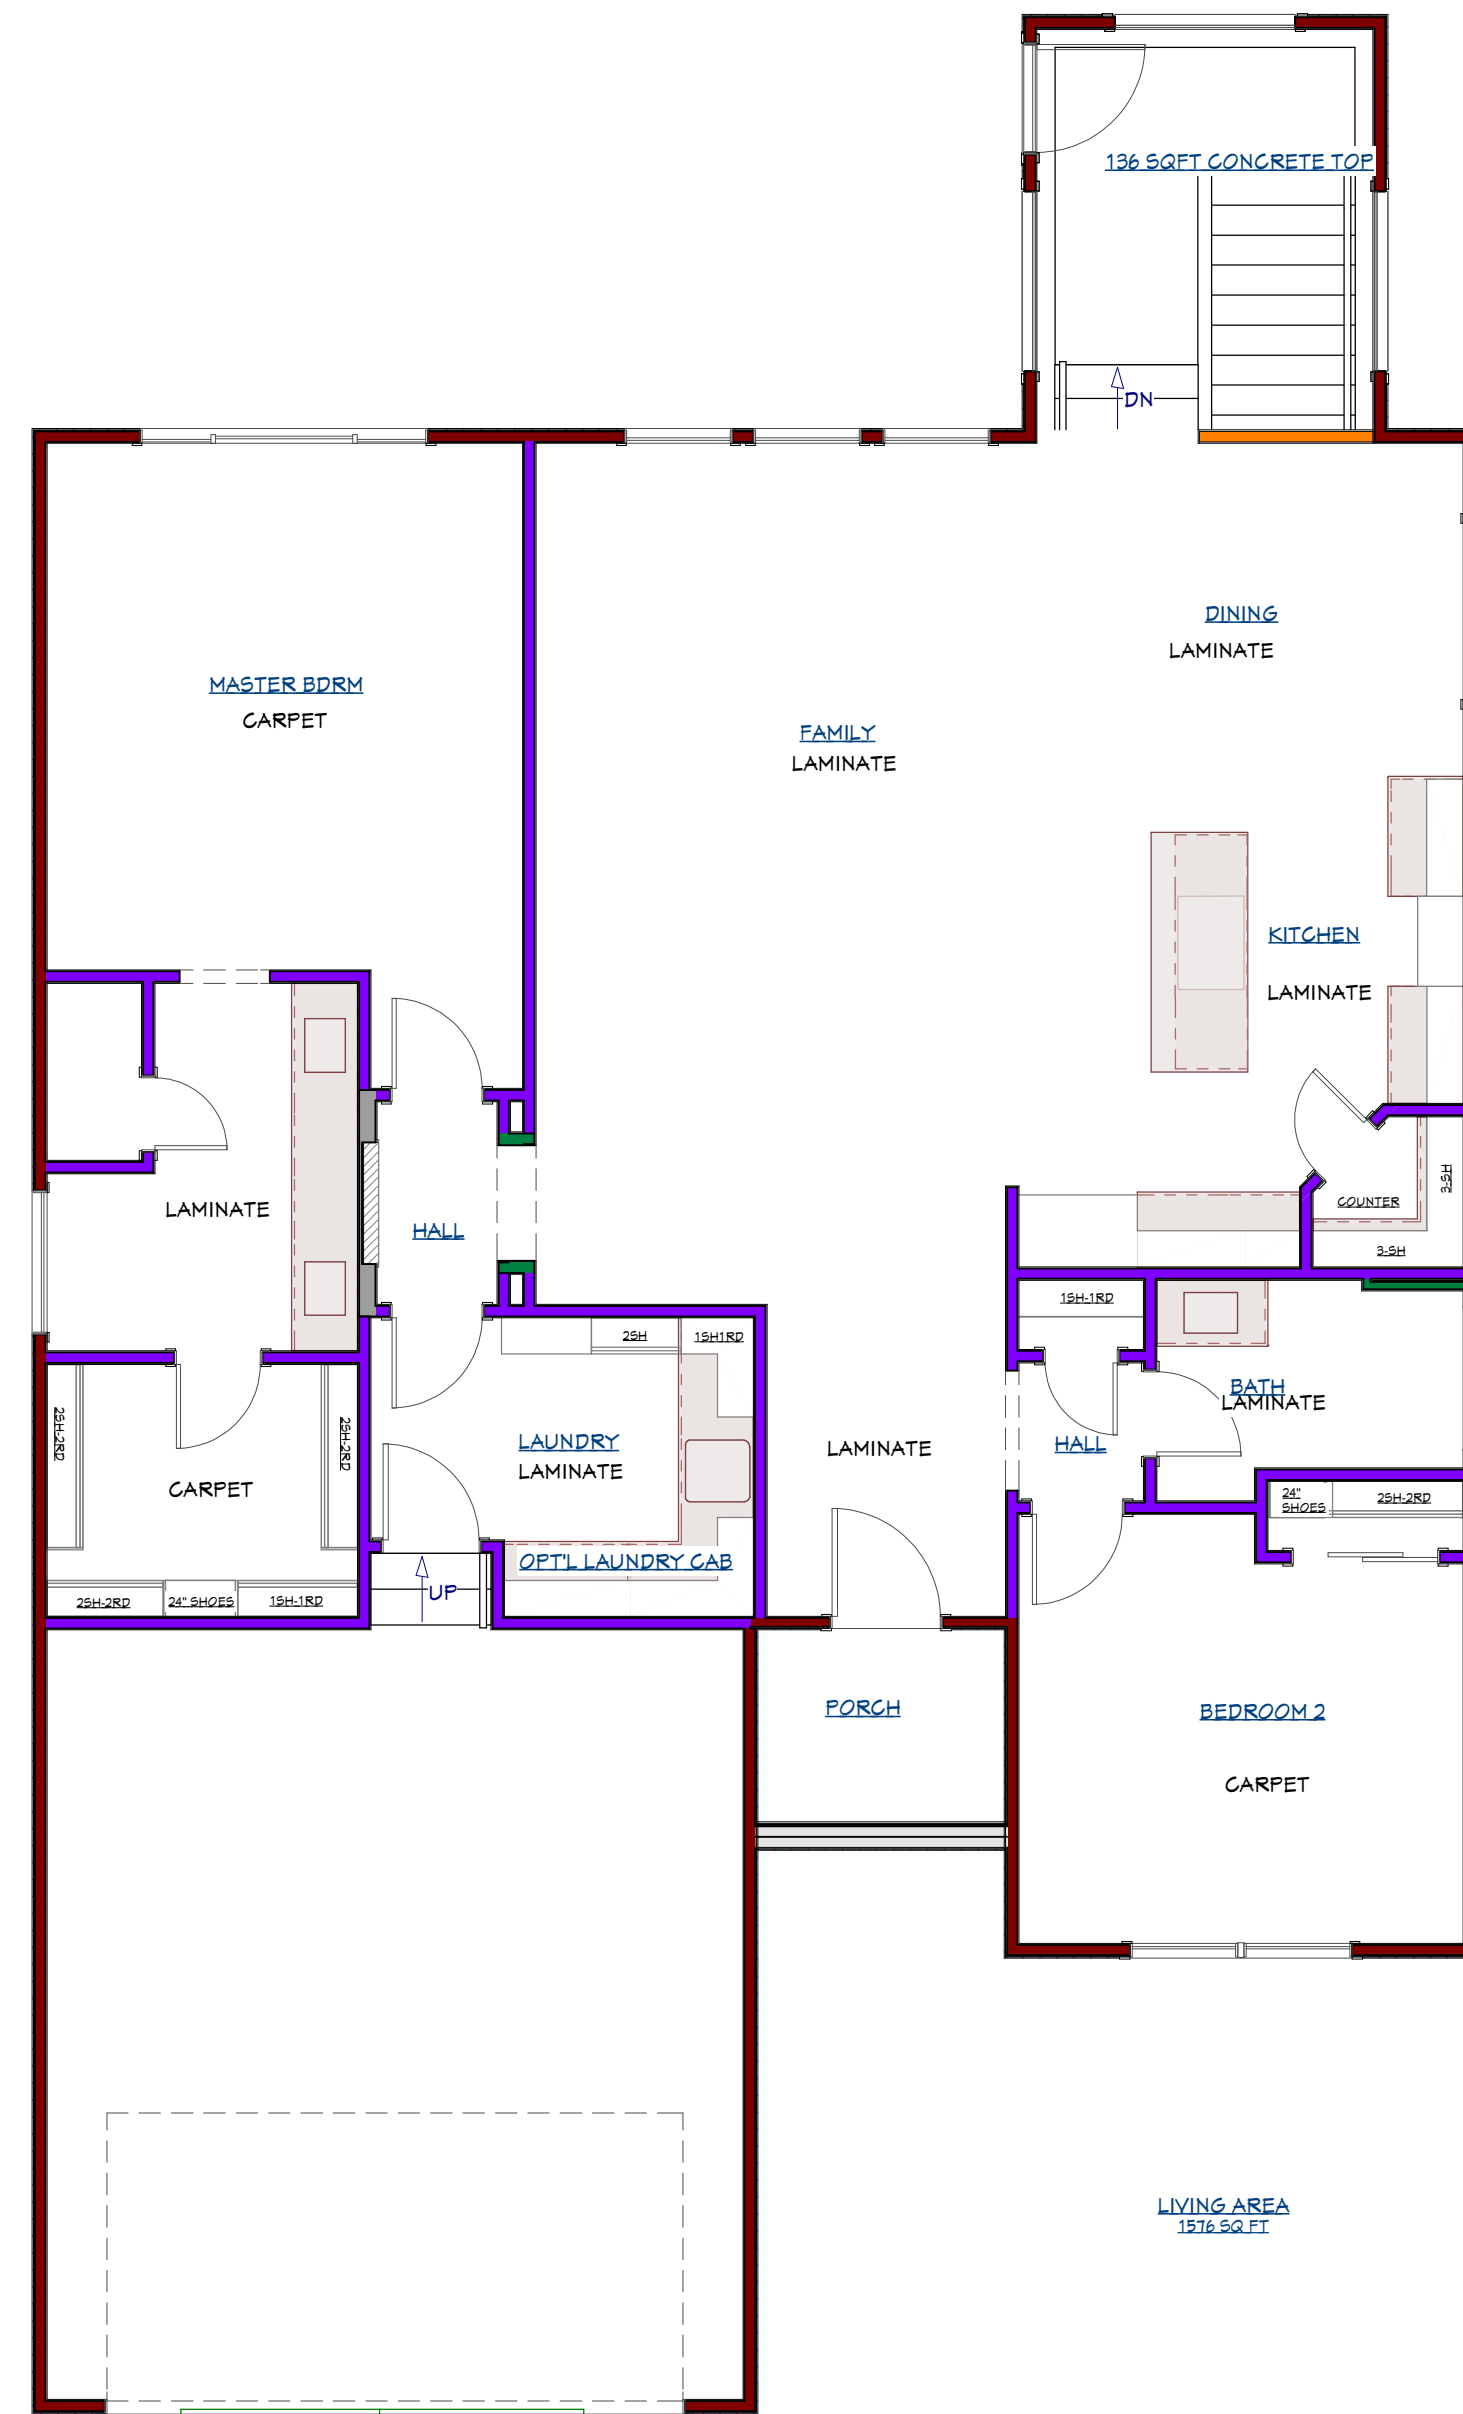 136 SQFT CONCRETE TOP
DN
DINING
LAMINATE
MASTER BDRM
CARPET
FAMILY
LAMINATE
KITCHEN
LAMINATE
3-SH
COUNTER
3-SH
LAMINATE
HALL
1SH-1RD
2SH
1SH1RD
BATH
LAMINATE
2SH-2RD
2SH-2RD
LAUNDRY
LAMINATE
LAMINATE
HALL
CARPET
24"
SHOES
2SH-2RD
OPT'L LAUNDRY CAB
UP
2SH-2RD
24" SHOES
1SH-1RD
PORCH
BEDROOM 2
CARPET
LIVING AREA
1576 SQ FT